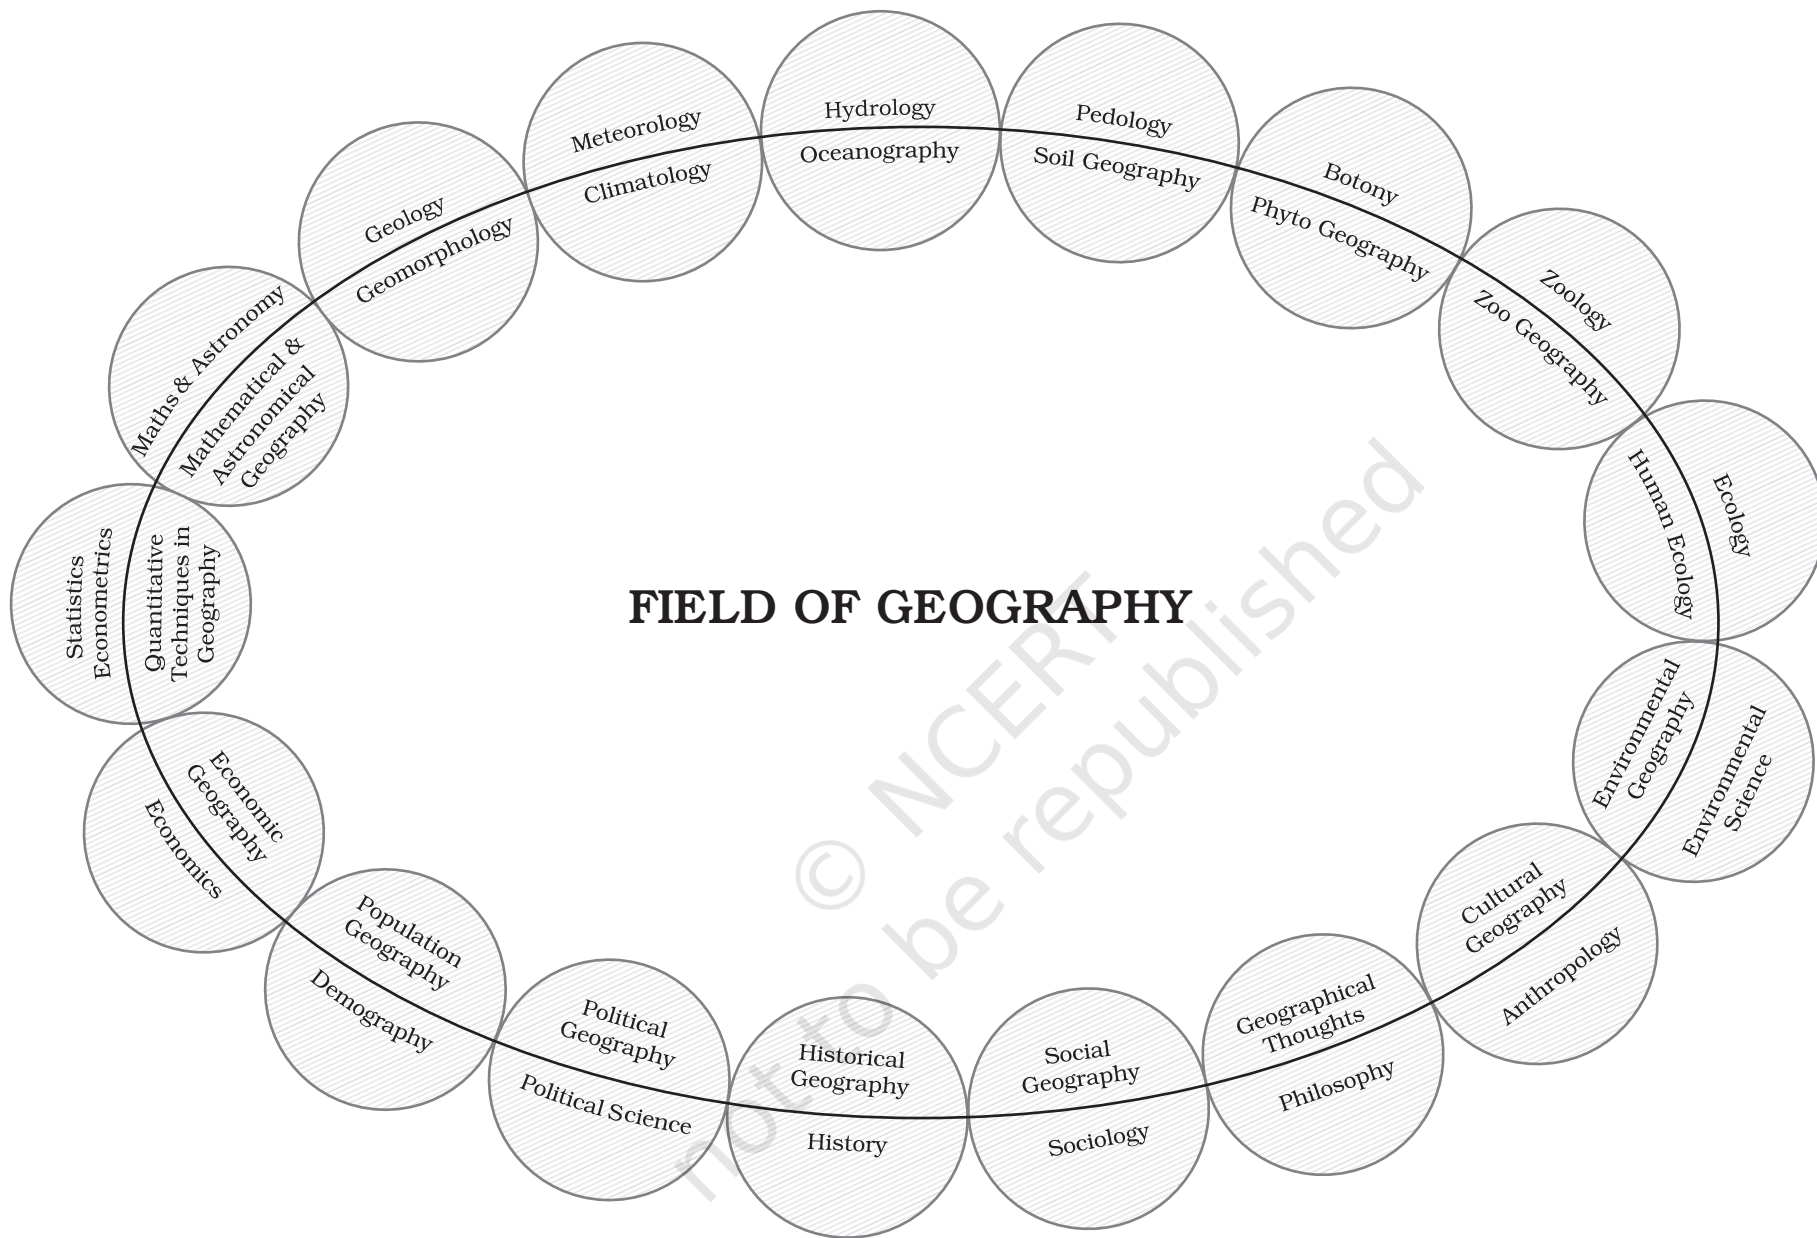 Hydrology
Oceanography
Pedology
Soil Geography
Botony
Phyto Geography
Zoology
Zoo Geography
Ecology
Human Ecology
Environmental
Geography
Environmental
Science
Cultural
Geography
Anthropology
Geographical
Thoughts
Philosophy
Social
Geography
Sociology
Historical
Geography
History
Political
Geography
Political Science
Population
Geography
Demography
Economic
Geography
Economics
Statistics
Econometrics
Quantitative
Techniques in
Geography
Maths & Astronomy
Mathematical &
Astronomical
Geography
Geology
Geomorphology
Meteorology
Climatology
FIELD OF GEOGRAPHY
© NCERT
not to be republished